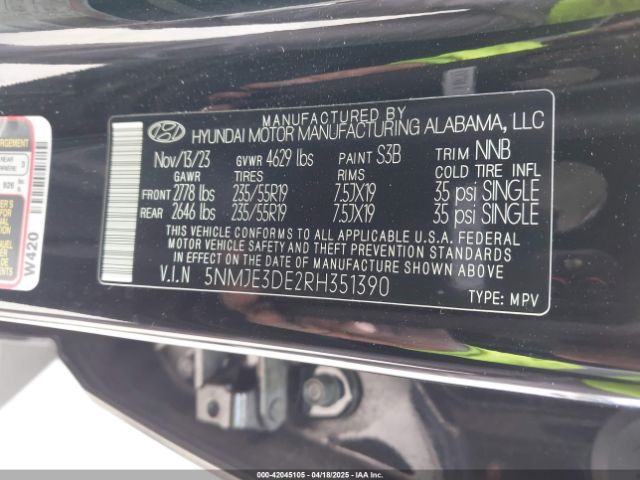 MANUFACTURED BY
HYUNDAI MOTOR MANUFACTURING ALABAMA, LLC
Nov/13/23 GVWR 4629 lbs PAINT S3B TRIM NNB
GAWR TIRES RIMS COLD TIRE INFL
FRONT 2778 lbs 235/55R19 7.5JX19 35 psi SINGLE
REAR 2646 lbs 235/55R19 7.5JX19 35 psi SINGLE
THIS VEHICLE CONFORMS TO ALL APPLICABLE U.S.A. FEDERAL
MOTOR VEHICLE SAFETY AND THEFT PREVENTION STANDARDS
IN EFFECT ON THE DATE OF MANUFACTURE SHOWN ABOVE
V.I.N 5NMJE3DE2RH351390
TYPE: MPV
W420
000-42045105 - 04/18/2025 - IAA Inc.